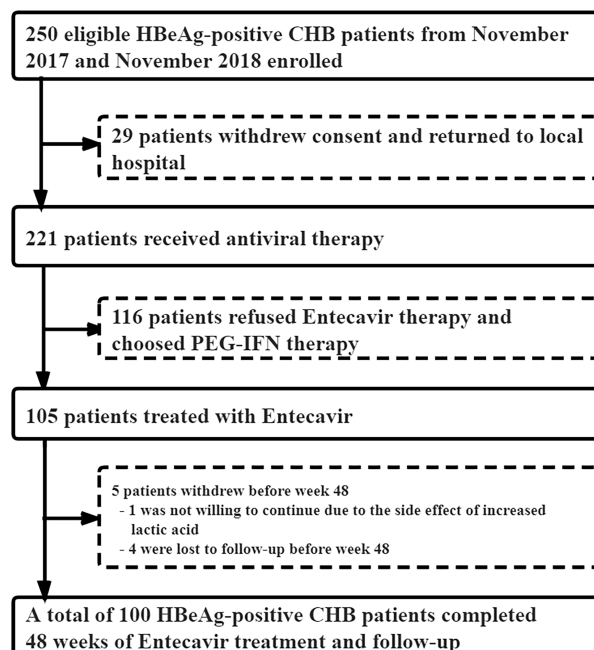 250 eligible HBeAg-positive CHB patients from November
2017 and November 2018 enrolled
29 patients withdrew consent and returned to local
hospital
221 patients received antiviral therapy
116 patients refused Entecavir therapy and
choosed PEG-IFN therapy
105 patients treated with Entecavir
5 patients withdrew before week 48
- 1 was not willing to continue due to the side effect of increased
lactic acid
- 4 were lost to follow-up before week 48
A total of 100 HBeAg-positive CHB patients completed
48 weeks of Entecavir treatment and follow-up